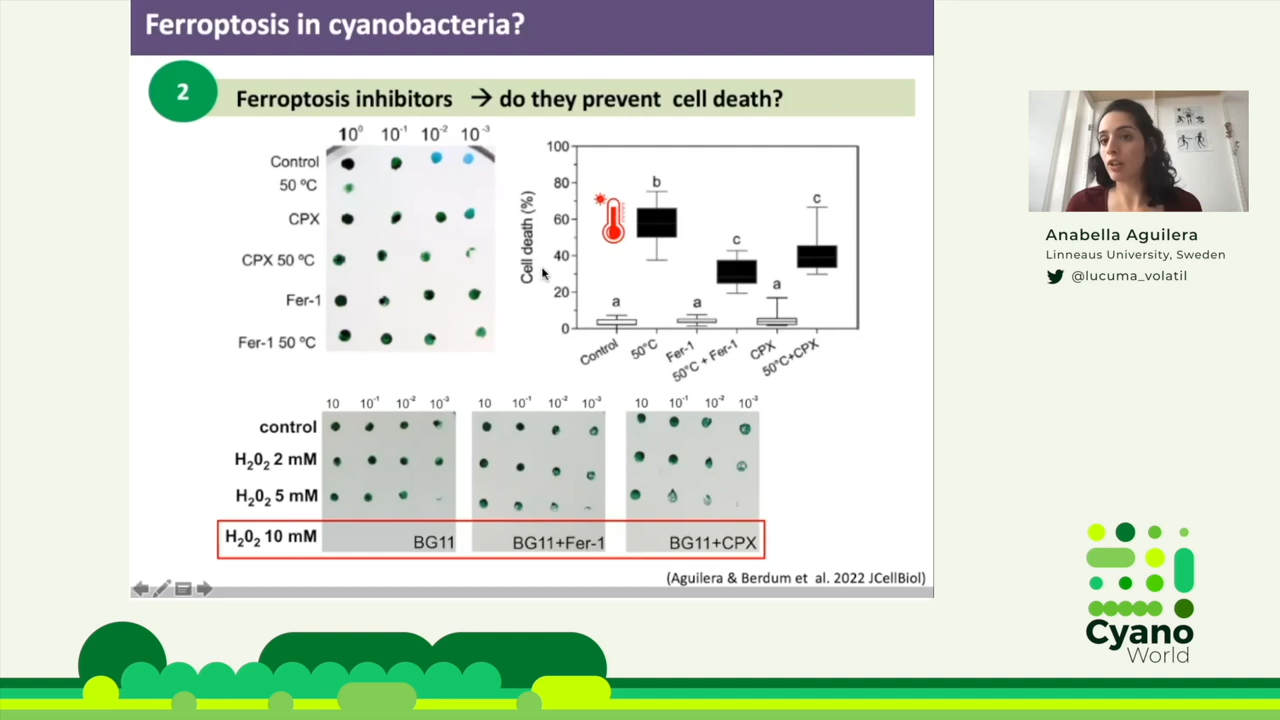 Ferroptosis in cyanobacteria?
2
Ferroptosis inhibitors → do they prevent cell death?
10⁰ 10⁻¹ 10⁻² 10⁻³
Control
50 ºC
CPX
CPX 50 ºC
Fer-1
Fer-1 50 ºC
Cell death (%)
100
80
60
40
20
0
a
b
a
c
a
c
Control
50°C
Fer-1
50°C + Fer-1
CPX
50°C+CPX
10 10⁻¹ 10⁻² 10⁻³
10 10⁻¹ 10⁻² 10⁻³
10 10⁻¹ 10⁻² 10⁻³
control
H₂0₂ 2 mM
H₂0₂ 5 mM
H₂0₂ 10 mM
BG11
BG11+Fer-1
BG11+CPX
(Aguilera & Berdum et al. 2022 JCellBiol)
Anabella Aguilera
Linneaus University, Sweden
@lucuma_volatil
Cyano
World